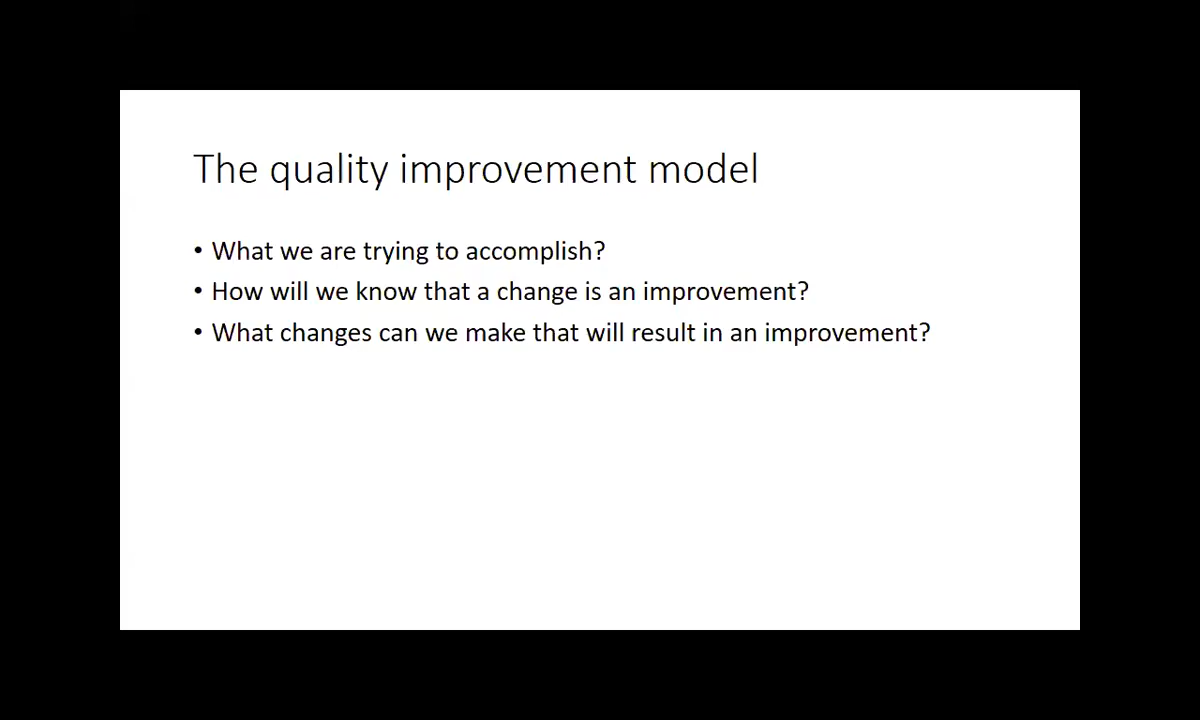 The quality improvement model
• What we are trying to accomplish?
• How will we know that a change is an improvement?
• What changes can we make that will result in an improvement?